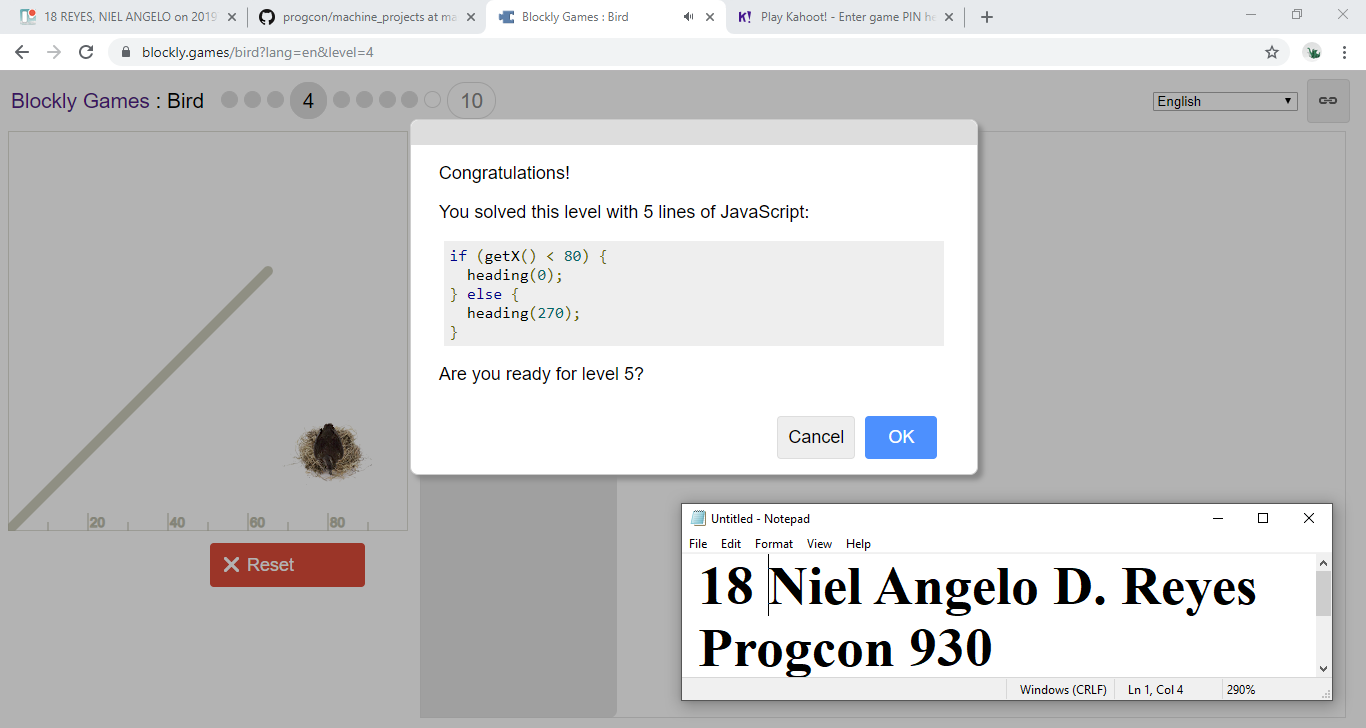 18 REYES, NIEL ANGELO on 2019
progcon/machine_projects at ma
Blockly Games : Bird
Play Kahoot! - Enter game PIN he
blockly.games/bird?lang=en&level=4
Blockly Games : Bird
4
10
English
Congratulations!
You solved this level with 5 lines of JavaScript:
if (getX() < 80) {
  heading(0);
} else {
  heading(270);
}
Are you ready for level 5?
Cancel
OK
20
40
60
80
Reset
Untitled - Notepad
File Edit Format View Help
18 Niel Angelo D. Reyes
Progcon 930
Windows (CRLF)
Ln 1, Col 4
290%